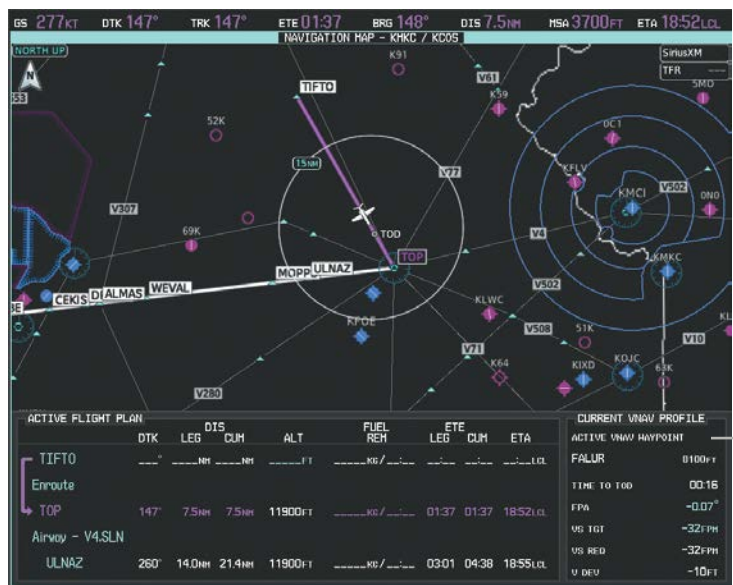 GS 277KT DTK 147° TRK 147° ETE 01:37 BRG 148° DIS 7.5NM MSA 3700FT ETA 18:52LCL
NAVIGATION MAP - KMKC / KCOS
NORTH UP
N
SiriusXM
TFR ---
K91
V61
TIFTO
K59
5MO
52K
0C1
15NM
KFLV
V77
KMCI
V502
0N0
V307
69K
TOD
V4
TOP
KMKC
MOPP
ULNAZ
CEKIS
ALMAS
WEVAL
V502
KLWC
KFOE
V508
51K
V10
V71
K64
KIXD
KOJC
63K
V280
ACTIVE FLIGHT PLAN
DIS FUEL ETE
DTK LEG CUM ALT REM LEG CUM ETA
TIFTO ___° ____NM ____NM _____FT _____KG/__:__ __:__ __:__ __:__LCL
Enroute
TOP 147° 7.5NM 7.5NM 11900FT _____KG/__:__ 01:37 01:37 18:52LCL
Airway - V4.SLN
ULNAZ 260° 14.0NM 21.4NM 11900FT _____KG/__:__ 03:01 04:38 18:55LCL
CURRENT VNAV PROFILE
ACTIVE VNAV WAYPOINT
FALUR 8100FT
TIME TO TOD 00:16
FPA -0.07°
VS TGT -32FPM
VS REQ -32FPM
V DEV -10FT